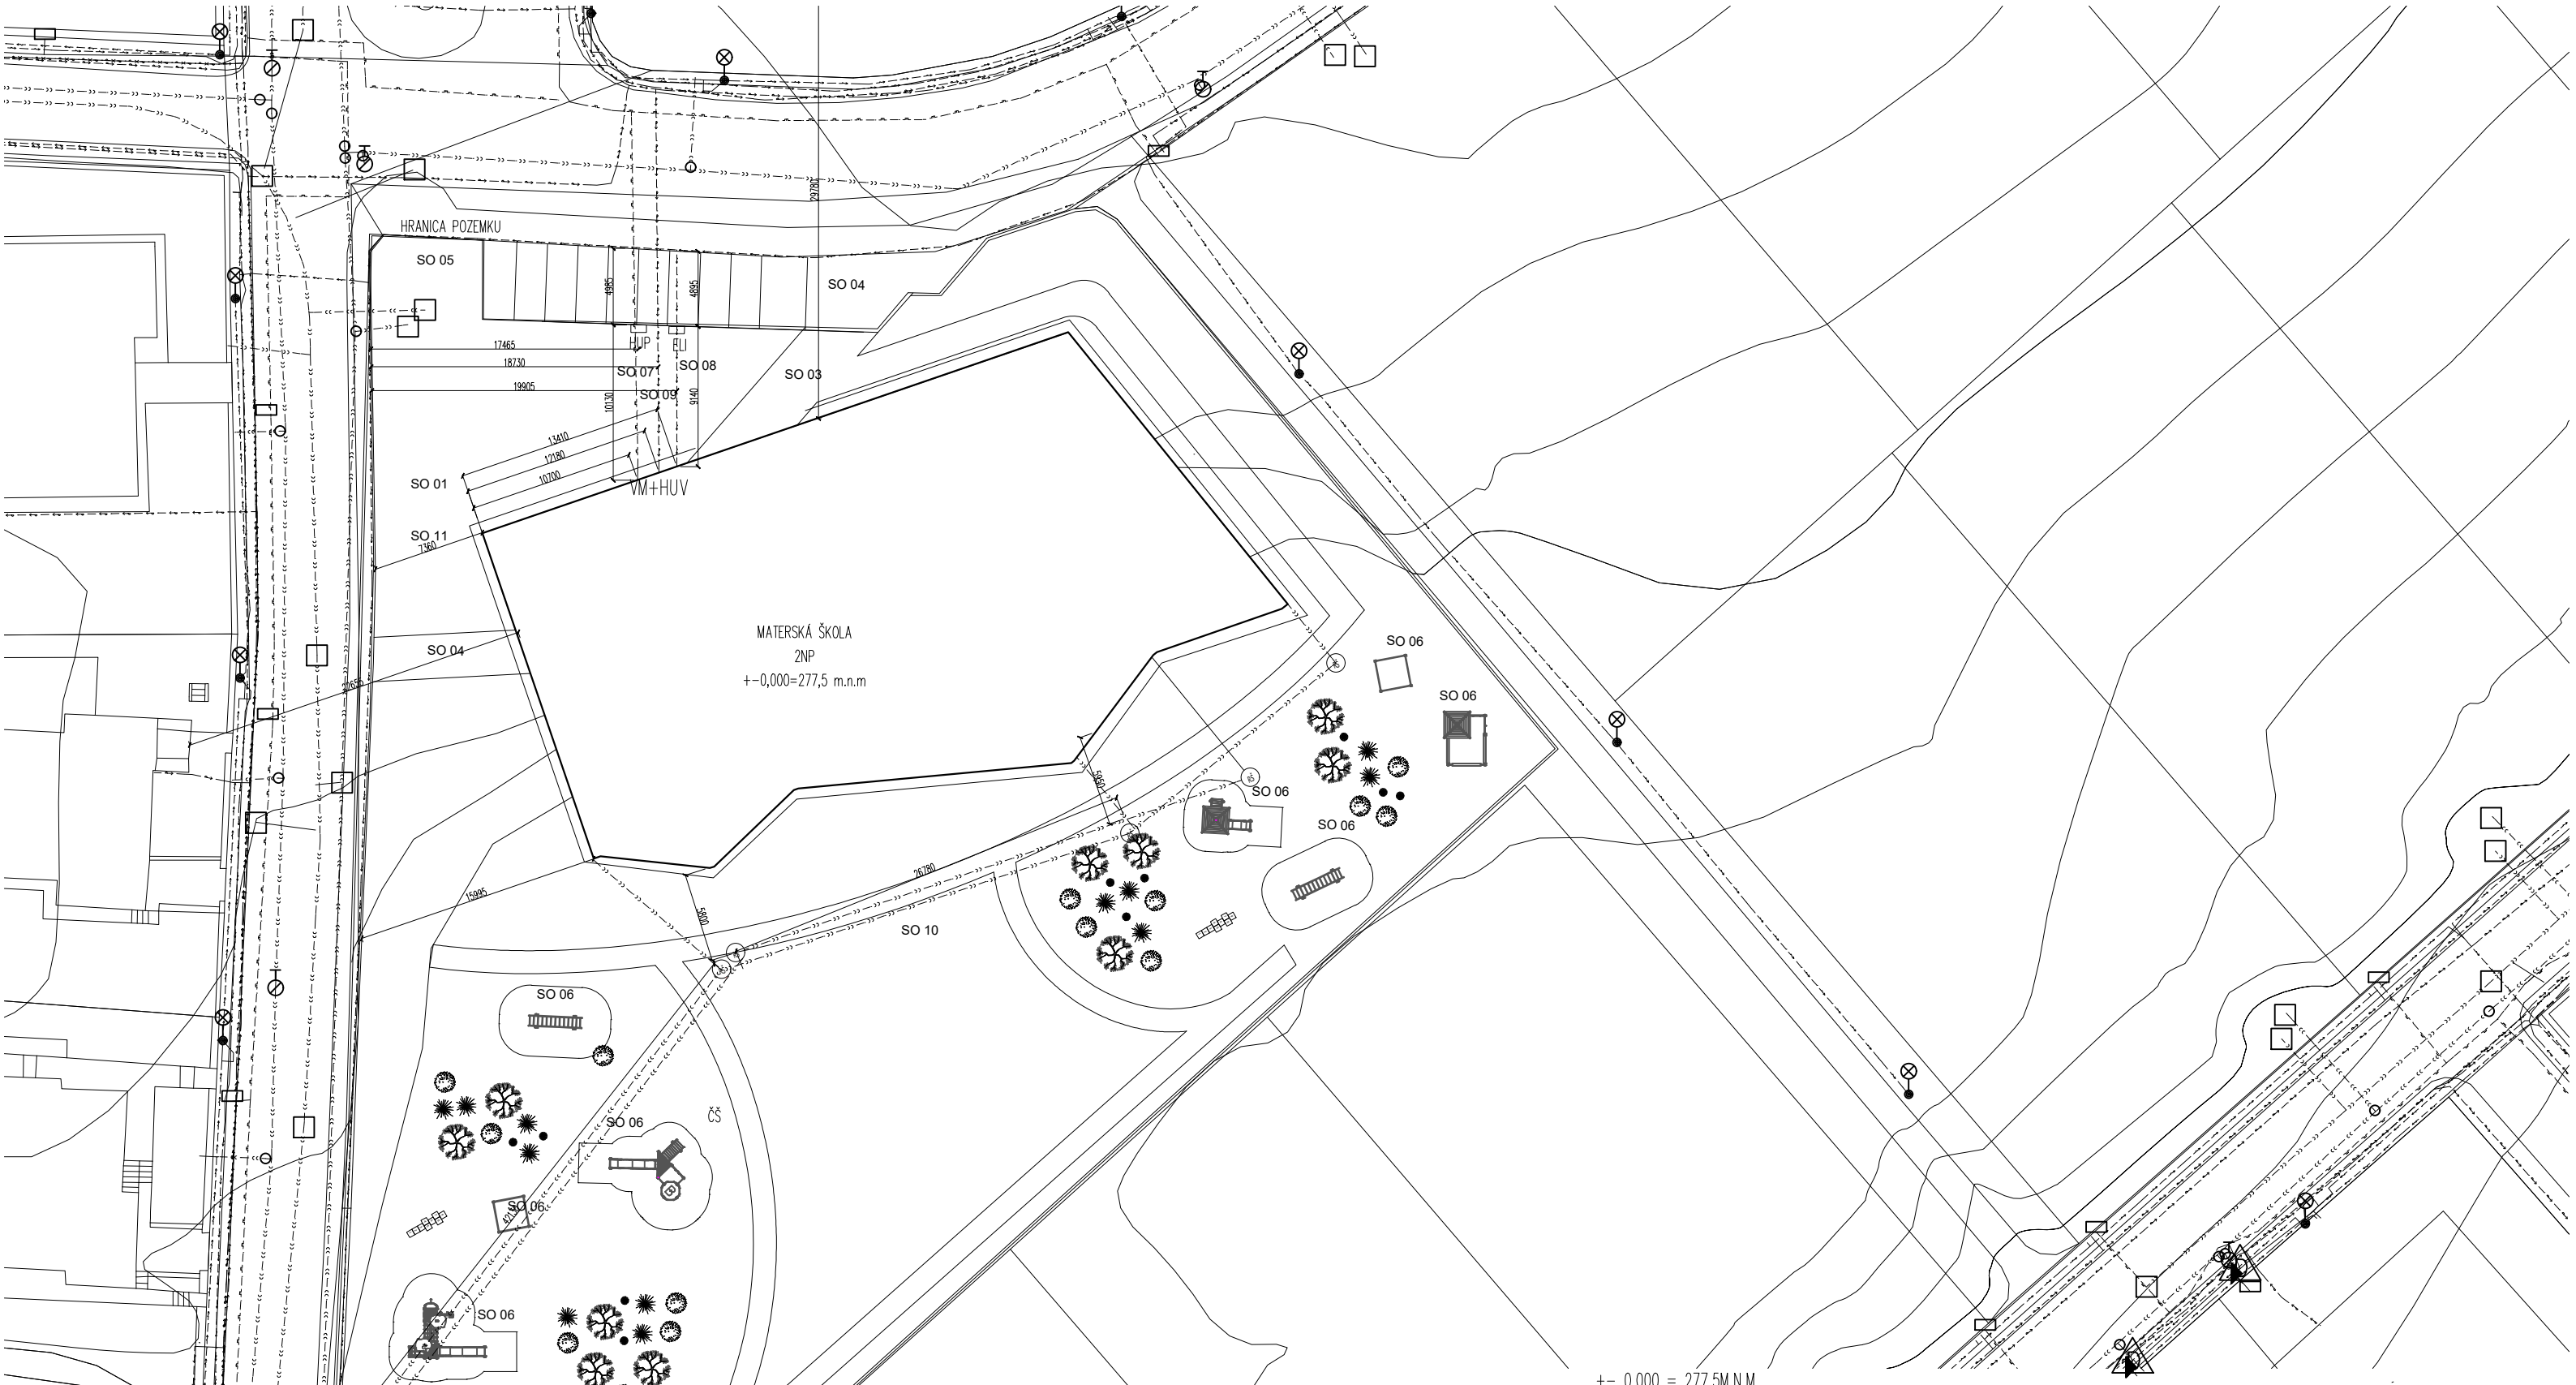 29780
HRANICA POZEMKU
SO 05
SO 04
4985
4895
HUP
ELI
17465
18730
19905
SO 07
SO 08
SO 03
SO 09
10130
9140
13410
12180
10700
SO 01
VM+HUV
SO 11
7360
MATERSKÁ ŠKOLA
2NP
+-0,000=277,5 m.n.m
SO 04
SO 06
SO 06
5950
SO 06
SO 06
15995
26780
5800
SO 10
SO 06
SO 06
ČŠ
SO 06
SO 06
+- 0,000 = 277,5M.N.M.